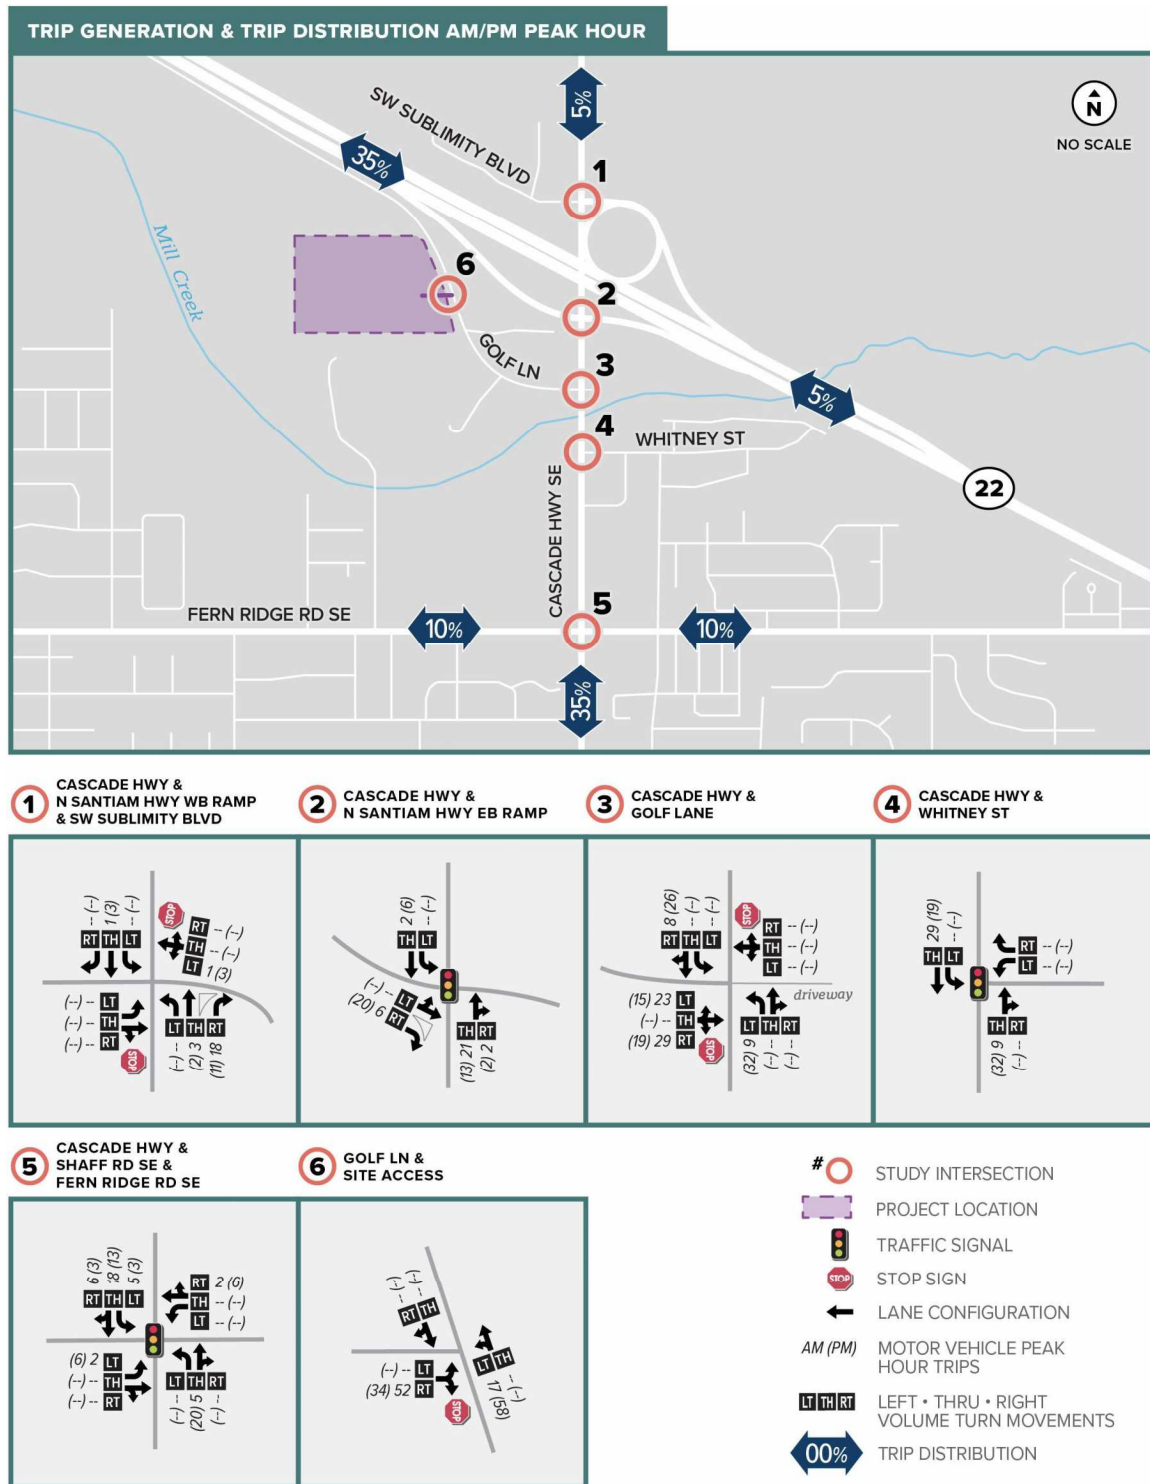 TRIP GENERATION & TRIP DISTRIBUTION AM/PM PEAK HOUR
5%
N
NO SCALE
SW SUBLIMITY BLVD
35%
1
Mill Creek
6
2
GOLF LN
3
5%
4
WHITNEY ST
22
CASCADE HWY SE
FERN RIDGE RD SE
5
10%
10%
35%
1
CASCADE HWY &
N SANTIAM HWY WB RAMP
& SW SUBLIMITY BLVD
2
CASCADE HWY &
N SANTIAM HWY EB RAMP
3
CASCADE HWY &
GOLF LANE
4
CASCADE HWY &
WHITNEY ST
-- (--) 1 (3) -- (--)
RT TH LT
STOP
RT -- (--)
TH -- (--)
LT 1 (3)
(--) -- LT
(--) -- TH
(--) -- RT
STOP
LT TH RT
(--) -- (2) 3 (11) 18
2 (6) -- (--)
TH LT
(--) -- LT
(20) 6 RT
TH RT
(13) 21 (2) 2
8 (26) -- (--) -- (--)
RT TH LT
STOP
RT -- (--)
TH -- (--)
LT -- (--)
driveway
(15) 23 LT
(--) -- TH
(19) 29 RT
STOP
LT TH RT
(32) 9 (--) -- (--) --
29 (19) -- (--)
TH LT
RT -- (--)
LT -- (--)
TH RT
(32) 9 (--) --
5
CASCADE HWY &
SHAFF RD SE &
FERN RIDGE RD SE
6
GOLF LN &
SITE ACCESS
6 (3) 8 (13) 5 (3)
RT TH LT
RT 2 (6)
TH -- (--)
LT -- (--)
(6) 2 LT
(--) -- TH
(--) -- RT
LT TH RT
(--) -- (20) 5 (--) --
-- (--) -- (--)
RT TH
(--) -- LT
(34) 52 RT
STOP
LT TH
17 (58) -- (--)
# STUDY INTERSECTION
PROJECT LOCATION
TRAFFIC SIGNAL
STOP STOP SIGN
LANE CONFIGURATION
AM (PM) MOTOR VEHICLE PEAK
HOUR TRIPS
LT TH RT LEFT • THRU • RIGHT
VOLUME TURN MOVEMENTS
00% TRIP DISTRIBUTION